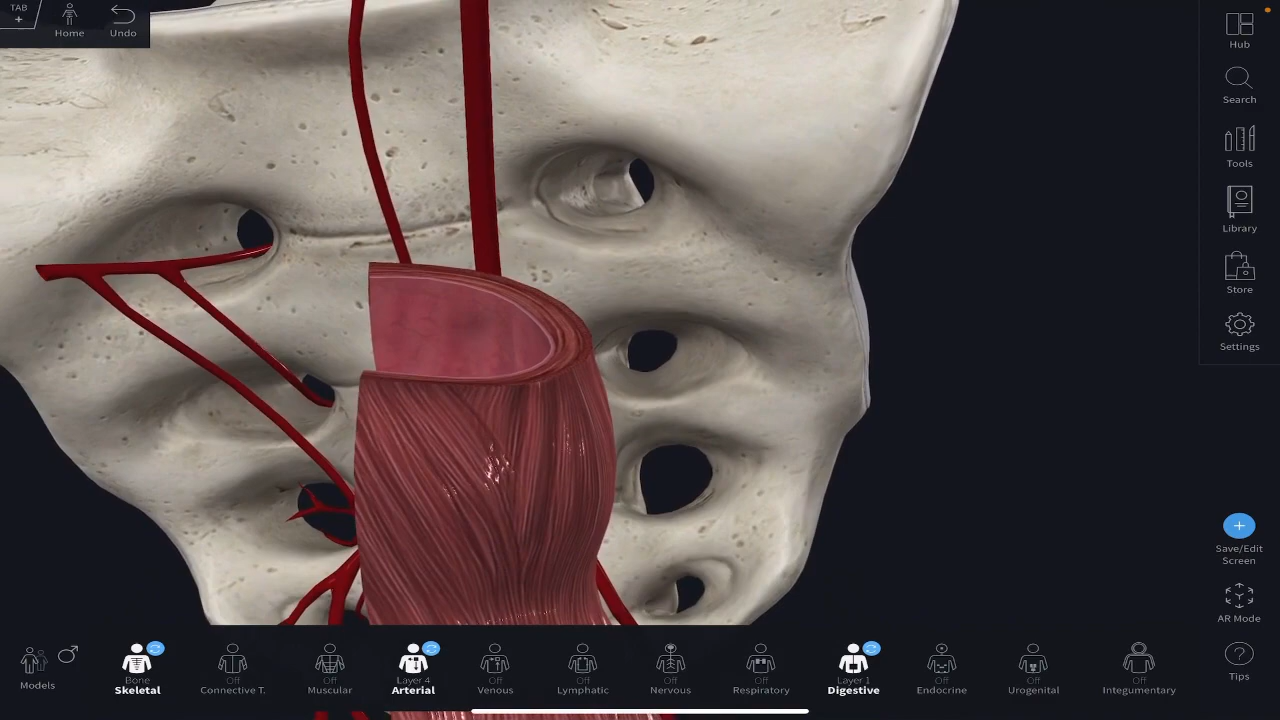 TAB
+
Home
Undo
Hub
Search
Tools
Library
Store
Settings
Save/Edit
Screen
AR Mode
Tips
Models
Bone
Skeletal
Off
Connective T.
Off
Muscular
Layer 4
Arterial
Off
Venous
Off
Lymphatic
Off
Nervous
Off
Respiratory
Layer 1
Digestive
Off
Endocrine
Off
Urogenital
Off
Integumentary